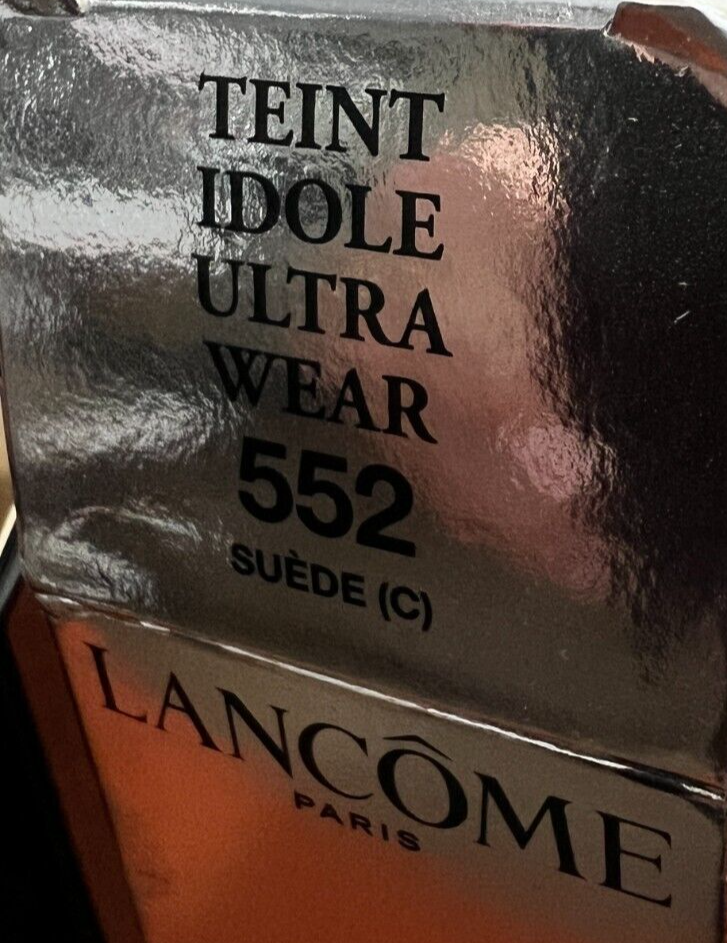 TEINT
IDOLE
ULTRA
WEAR
552
SUÈDE (C)
LANCÔME
PARIS